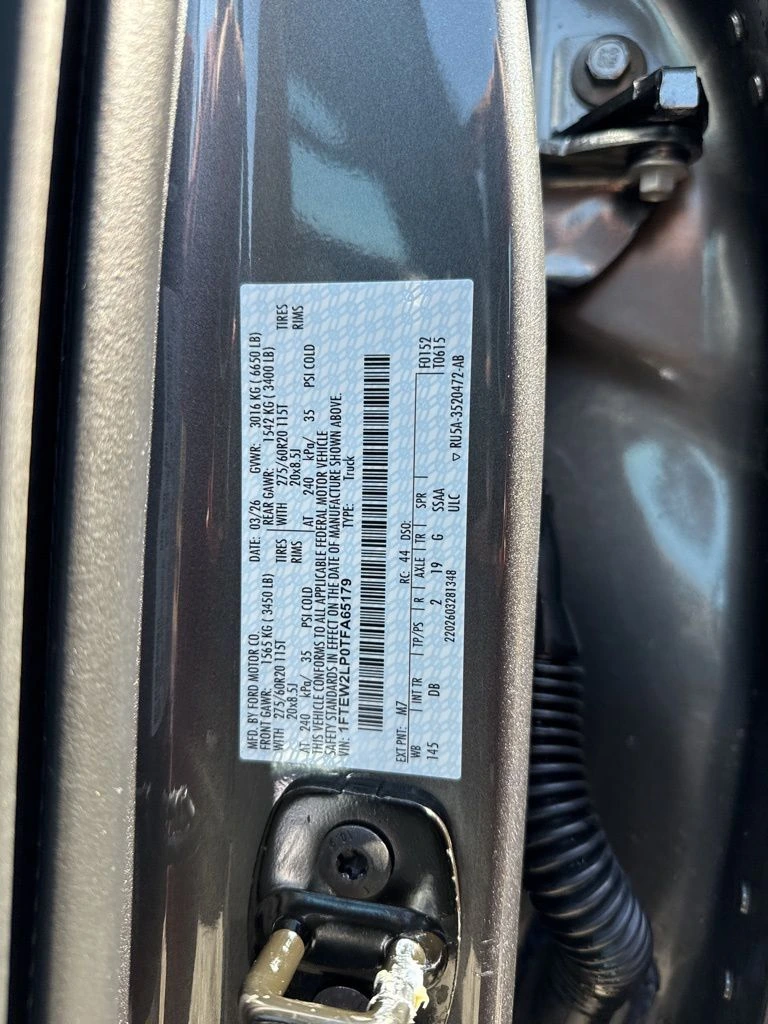 MFD. BY FORD MOTOR CO.
DATE: 03/26 GVWR: 3016 KG ( 6650 LB)
FRONT GAWR: 1565 KG ( 3450 LB) REAR GAWR: 1542 KG ( 3400 LB)
WITH 275/60R20 115T TIRES WITH 275/60R20 115T TIRES
20x8.5J RIMS 20x8.5J RIMS
AT 240 kPa/ 35 PSI COLD AT 240 kPa/ 35 PSI COLD
THIS VEHICLE CONFORMS TO ALL APPLICABLE FEDERAL MOTOR VEHICLE
SAFETY STANDARDS IN EFFECT ON THE DATE OF MANUFACTURE SHOWN ABOVE.
VIN: 1FTEW2LP0TFA65179 TYPE: Truck
EXT PNT: M7 RC: 44 DSO: F0152
WB INT TR TP/PS R AXLE TR SPR T0615
145 DB 2 19 G SSAA
ULC ▽ RU5A-3520472-AB
2202603281348